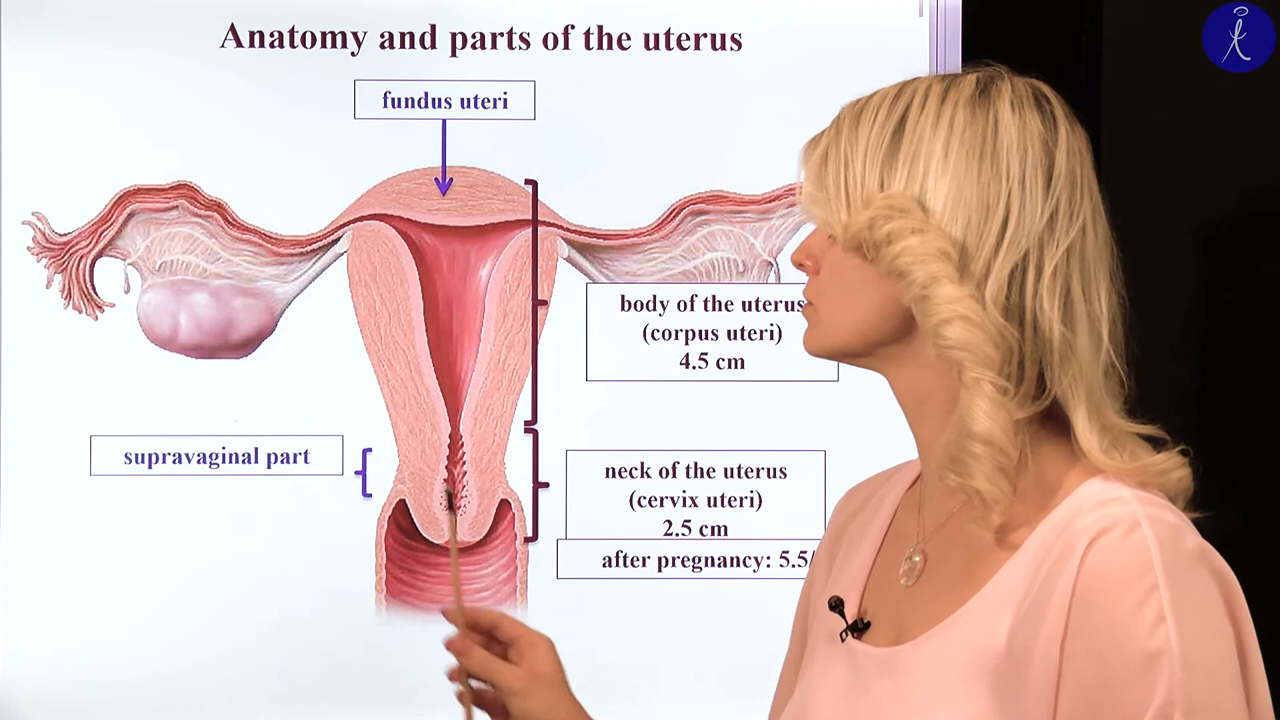 Anatomy and parts of the uterus
fundus uteri
body of the uterus
(corpus uteri)
4.5 cm
supravaginal part
neck of the uterus
(cervix uteri)
2.5 cm
after pregnancy: 5.5/